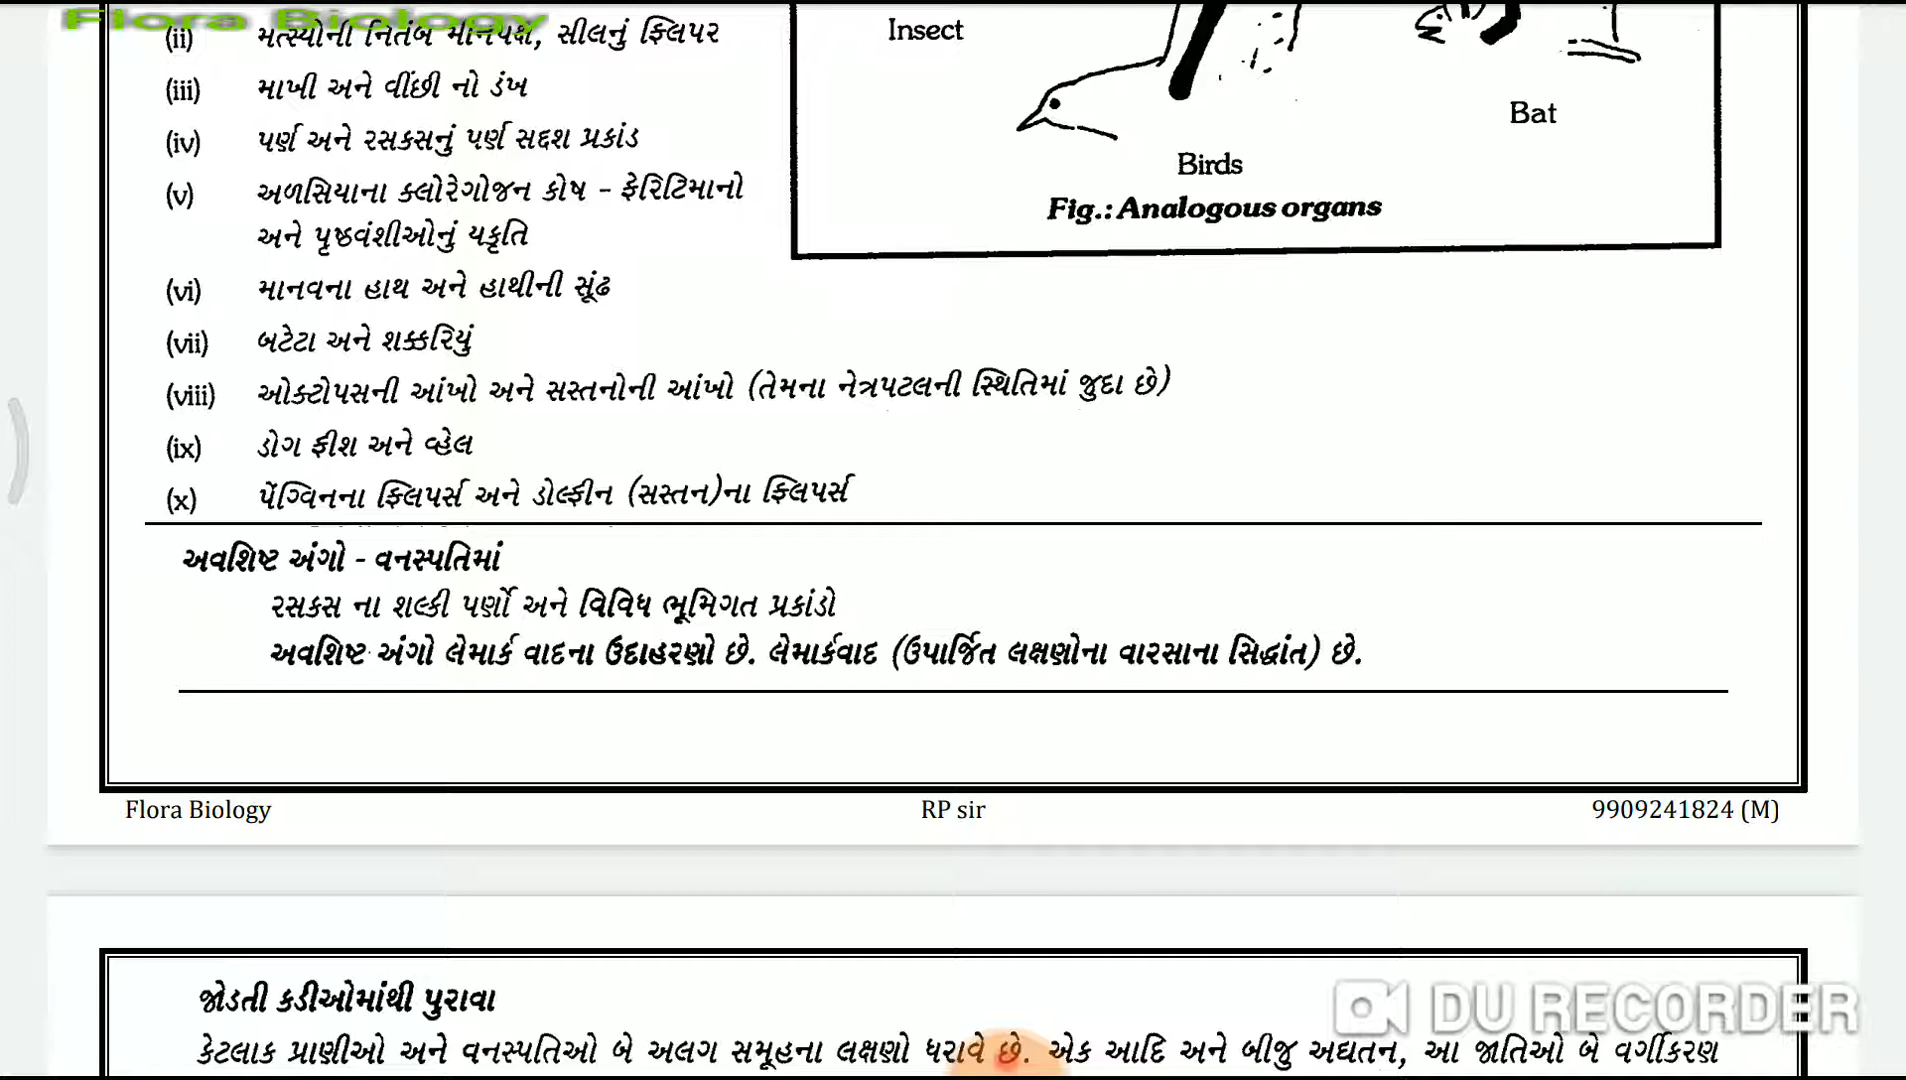 Flora Biology
(ii) મત્સ્યોની નિતંબ મીનપક્ષ, સીલનું ફ્લિપર
Insect
(iii) માખી અને વીંછી નો ડંખ
Bat
(iv) પર્ણ અને રસકસનું પર્ણ સદ્દશ પ્રકાંડ
Birds
(v) અળસિયાના ક્લોરેગોજન કોષ - ફેરિટિમાનો
અને પૃષ્ઠવંશીઓનું યકૃતિ
Fig.: Analogous organs
(vi) માનવના હાથ અને હાથીની સૂંઢ
(vii) બટેટા અને શક્કરિયું
(viii) ઓક્ટોપસની આંખો અને સસ્તનોની આંખો (તેમના નેત્રપટલની સ્થિતિમાં જુદા છે)
(ix) ડોગ ફીશ અને વ્હેલ
(x) પેંગ્વિનના ફ્લિપર્સ અને ડોલ્ફીન (સસ્તન)ના ફ્લિપર્સ
અવશિષ્ટ અંગો - વનસ્પતિમાં
રસકસ ના શલ્કી પર્ણો અને વિવિધ ભૂમિગત પ્રકાંડો
અવશિષ્ટ અંગો લેમાર્ક વાદના ઉદાહરણો છે. લેમાર્કવાદ (ઉપાર્જિત લક્ષણોના વારસાના સિદ્ધાંત) છે.
Flora Biology RP sir 9909241824 (M)
જોડતી કડીઓમાંથી પુરાવા
કેટલાક પ્રાણીઓ અને વનસ્પતિઓ બે અલગ સમૂહના લક્ષણો ધરાવે છે. એક આદિ અને બીજુ અદ્યતન, આ જાતિઓ બે વર્ગીકરણ
DU RECORDER